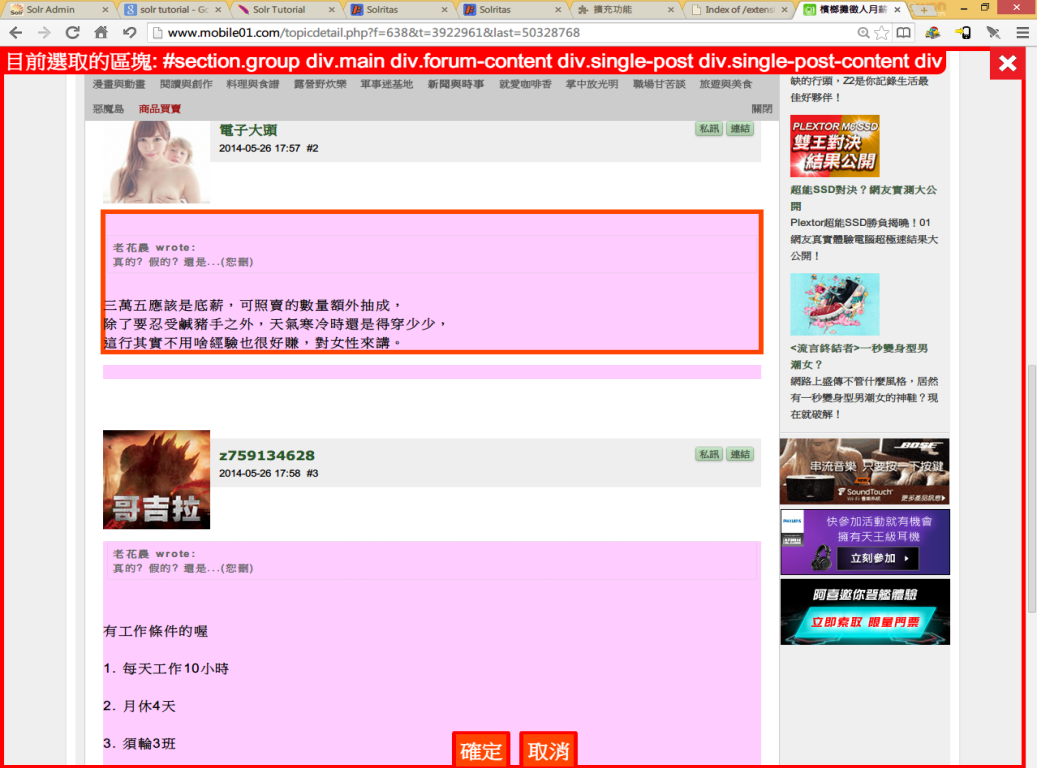 Solr Admin
solr tutorial - Go
Solr Tutorial
Solritas
Solritas
擴充功能
Index of /extens
檳榔攤徵人月薪
www.mobile01.com/topicdetail.php?f=638&t=3922961&last=50328768
目前選取的區塊: #section.group div.main div.forum-content div.single-post div.single-post-content div
漫畫與動畫 閱讀與創作 料理與食譜 露營野炊樂 軍事迷基地 新聞與時事 就愛咖啡香 掌中放光明 職場甘苦談 旅遊與美食
惡魔島 商品買賣 關閉
電子大頭
私訊 連結
2014-05-26 17:57 #2
老花農 wrote:
真的? 假的? 還是...(恕刪)
三萬五應該是底薪，可照賣的數量額外抽成，
除了要忍受鹹豬手之外，天氣寒冷時還是得穿少少，
這行其實不用啥經驗也很好賺，對女性來講。
z759134628
私訊 連結
2014-05-26 17:58 #3
哥吉拉
老花農 wrote:
真的? 假的? 還是...(恕刪)
有工作條件的喔
1. 每天工作10小時
2. 月休4天
3. 須輪3班
確定 取消
缺的行頭，Z2是你記錄生活最
佳好夥伴！
PLEXTOR M6 SSD
雙王對決
結果公開
超能SSD對決？網友實測大公
開
Plextor超能SSD勝負揭曉！01
網友真實體驗電腦超極速結果大
公開！
<流言終結者>一秒變身型男
潮女？
網路上盛傳不管什麼風格，居然
有一秒變身型男潮女的神鞋？現
在就破解！
BOSE
串流音樂 只要按一下按鍵
NEW
SoundTouch
Wi-Fi 音樂系統
更多產品訊息
PHILIPS
快參加活動就有機會
擁有天王級耳機
立刻參加
阿喜邀你登艦體驗
立即索取 限量門票